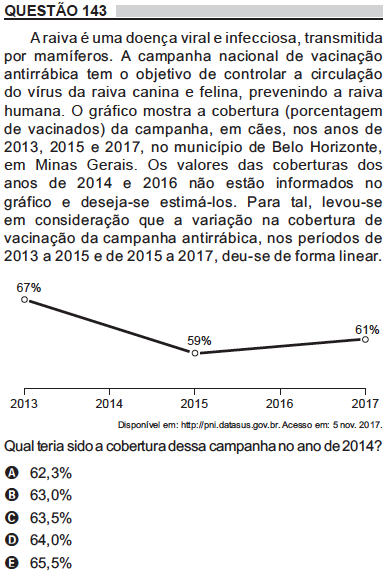 QUESTÃO 143
A raiva é uma doença viral e infecciosa, transmitida
por mamíferos. A campanha nacional de vacinação
antirrábica tem o objetivo de controlar a circulação
do vírus da raiva canina e felina, prevenindo a raiva
humana. O gráfico mostra a cobertura (porcentagem
de vacinados) da campanha, em cães, nos anos de
2013, 2015 e 2017, no município de Belo Horizonte,
em Minas Gerais. Os valores das coberturas dos
anos de 2014 e 2016 não estão informados no
gráfico e deseja-se estimá-los. Para tal, levou-se
em consideração que a variação na cobertura de
vacinação da campanha antirrábica, nos períodos de
2013 a 2015 e de 2015 a 2017, deu-se de forma linear.
67%
59%
61%
2013 2014 2015 2016 2017
Disponível em: http://pni.datasus.gov.br. Acesso em: 5 nov. 2017.
Qual teria sido a cobertura dessa campanha no ano de 2014?
A 62,3%
B 63,0%
C 63,5%
D 64,0%
E 65,5%